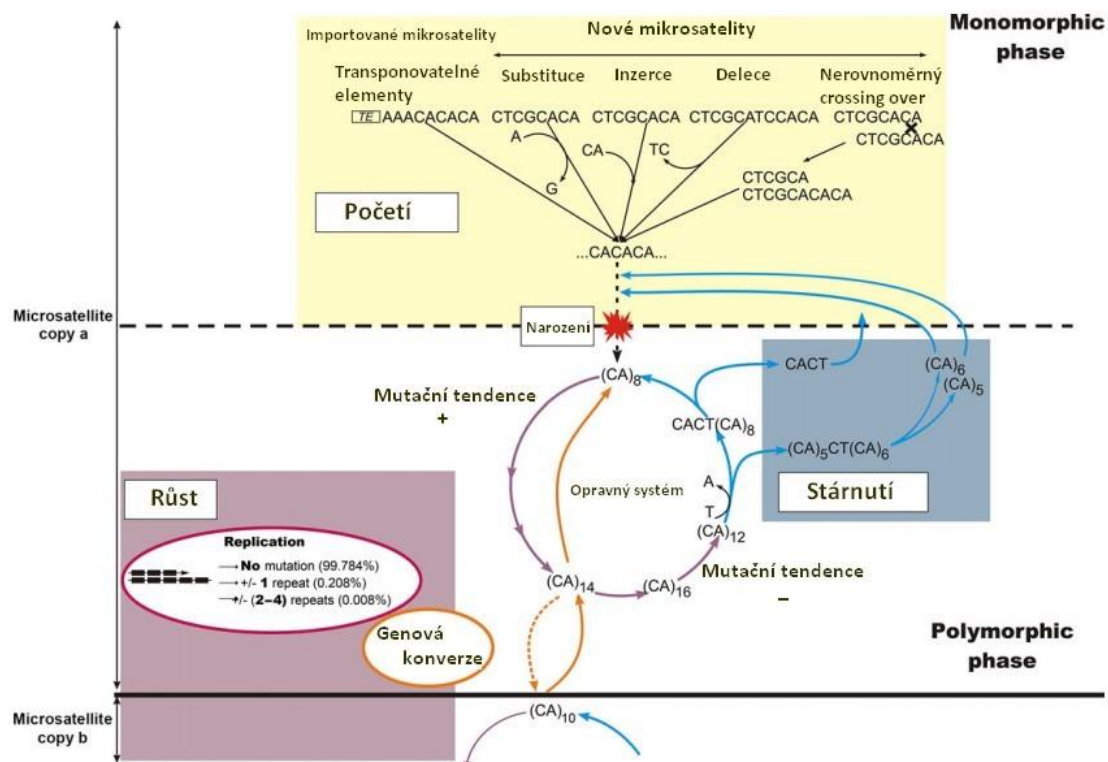 Importované mikrosatelity
Nové mikrosatelity
Monomorphic
phase
Transponovatelné
elementy
Substituce
Inzerce
Delece
Nerovnoměrný
crossing over
TE AAACACACA CTCGCACA CTCGCACA CTCGCATCCACA CTCGCACA
CTCGCACA
A
G
CA
TC
CTCGCA
CTCGCACACA
Početí
...CACACA...
Microsatellite
copy a
Narození
(CA)8
CACT
(CA)6
(CA)5
Mutační tendence
+
CACT(CA)8
(CA)5CT(CA)6
Stárnutí
Opravný systém
A
T
(CA)12
Růst
Replication
No mutation (99.784%)
+/- 1 repeat (0.208%)
+/- (2–4) repeats (0.008%)
(CA)14
(CA)16
Mutační tendence
–
Genová
konverze
Polymorphic
phase
Microsatellite
copy b
(CA)10